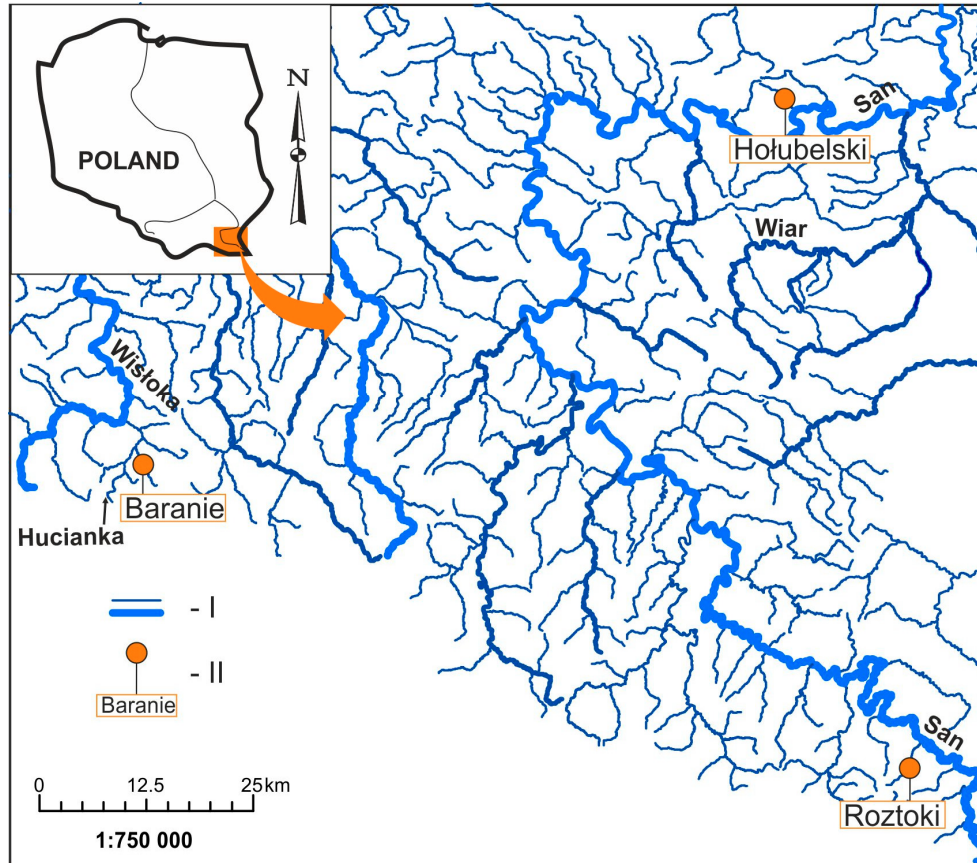 N
POLAND
San
Hołubelski
Wiar
Wisłoka
Baranie
Hucianka
- I
- II
Baranie
San
Roztoki
0 12.5 25km
1:750 000